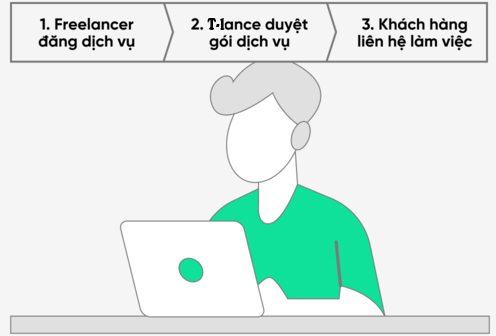 1. Freelancer
đăng dịch vụ
2. T-lance duyệt
gói dịch vụ
3. Khách hàng
liên hệ làm việc